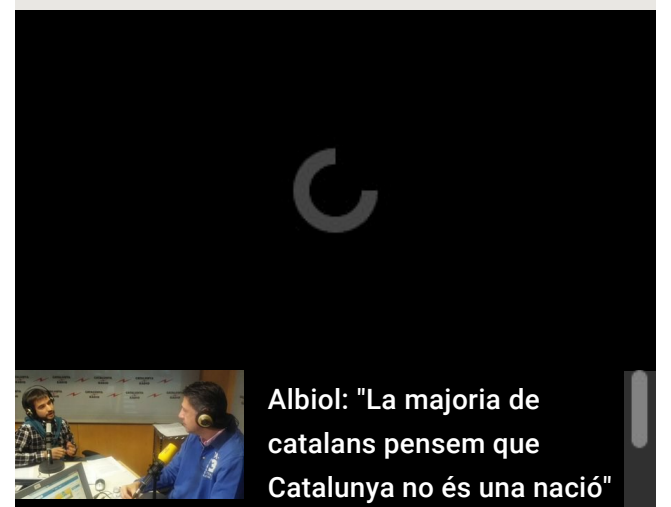 Albiol: "La majoria de
catalans pensem que
Catalunya no és una nació"